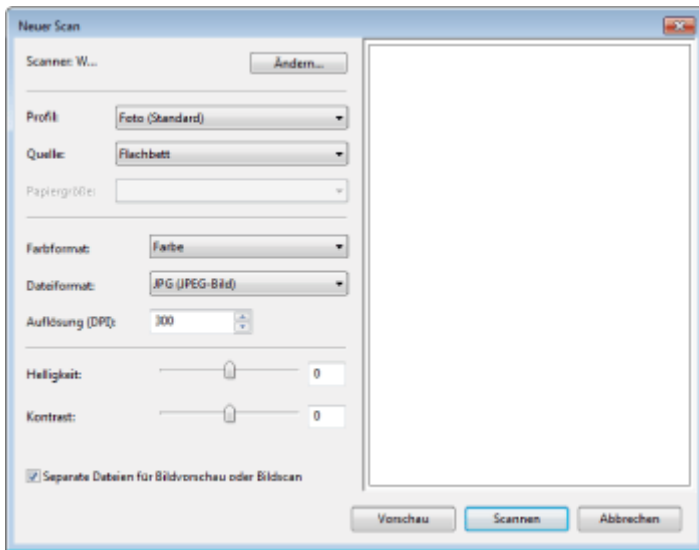 Neuer Scan
Scanner: W... Ändern...
Profil: Foto (Standard)
Quelle: Flachbett
Papiergröße:
Farbformat: Farbe
Dateiformat: JPG (JPEG-Bild)
Auflösung (DPI): 300
Helligkeit: 0
Kontrast: 0
Separate Dateien für Bildvorschau oder Bildscan
Vorschau Scannen Abbrechen